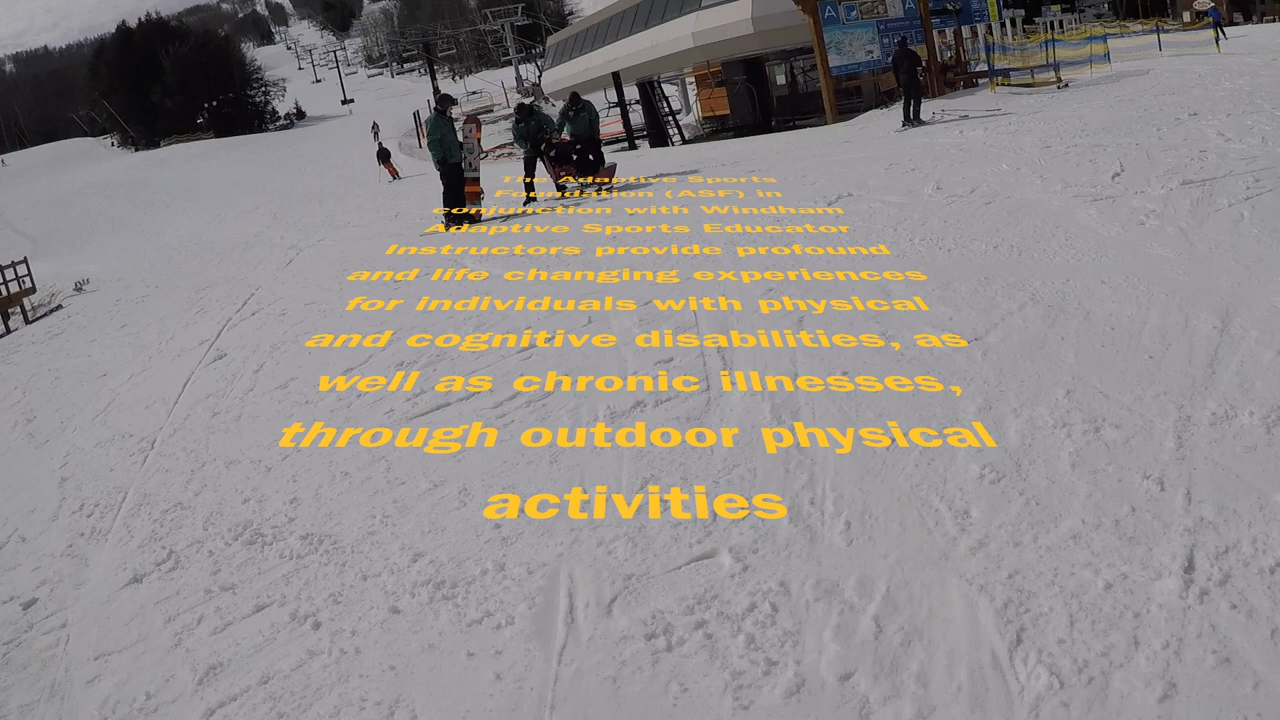 A A
The Adaptive Sports
Foundation (ASF) in
conjunction with Windham
Adaptive Sports Educator
Instructors provide profound
and life changing experiences
for individuals with physical
and cognitive disabilities, as
well as chronic illnesses,
through outdoor physical
activities